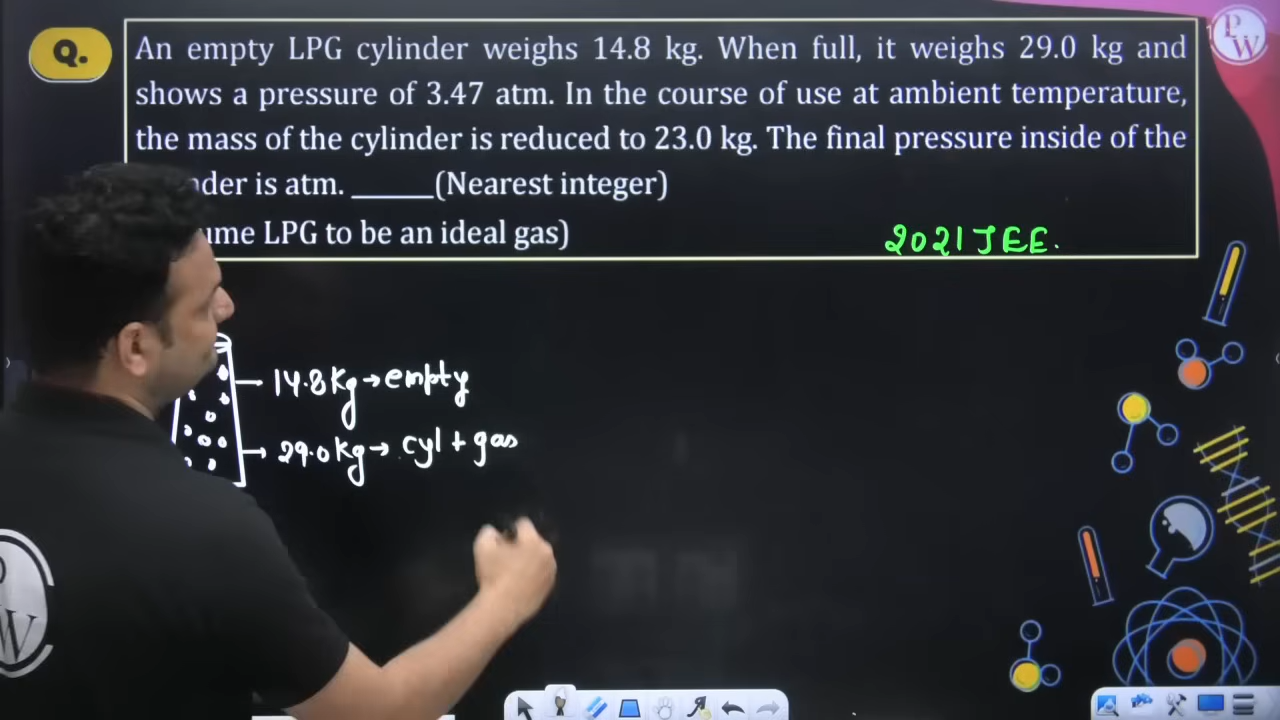 Q.
An empty LPG cylinder weighs 14.8 kg. When full, it weighs 29.0 kg and
shows a pressure of 3.47 atm. In the course of use at ambient temperature,
the mass of the cylinder is reduced to 23.0 kg. The final pressure inside of the
nder is atm. ______(Nearest integer)
ume LPG to be an ideal gas)
2021 JEE.
14.8 Kg → empty
29.0 kg → cyl + gas
P
W
W